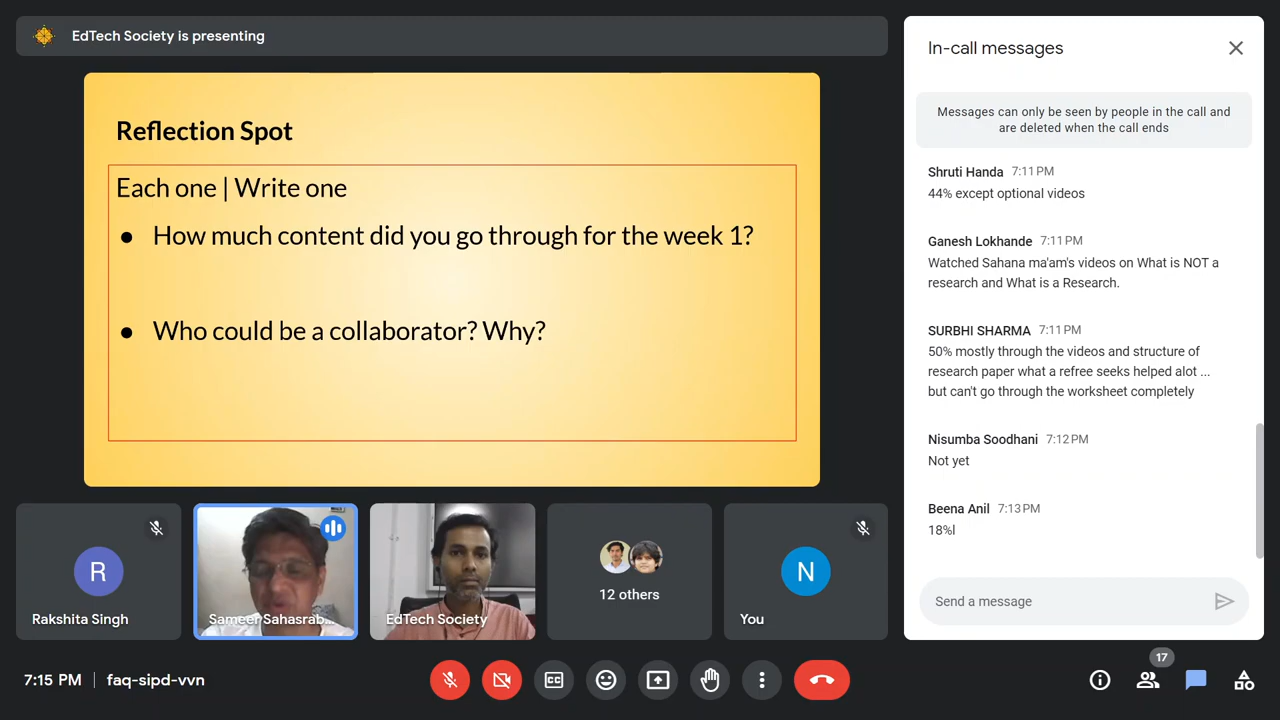 EdTech Society is presenting
Reflection Spot
Each one | Write one
● How much content did you go through for the week 1?
● Who could be a collaborator? Why?
R
Rakshita Singh
Sameer Sahasrab...
EdTech Society
12 others
N
You
In-call messages
Messages can only be seen by people in the call and
are deleted when the call ends
Shruti Handa 7:11 PM
44% except optional videos
Ganesh Lokhande 7:11 PM
Watched Sahana ma'am's videos on What is NOT a
research and What is a Research.
SURBHI SHARMA 7:11 PM
50% mostly through the videos and structure of
research paper what a refree seeks helped alot ...
but can't go through the worksheet completely
Nisumba Soodhani 7:12 PM
Not yet
Beena Anil 7:13 PM
18%l
Send a message
7:15 PM | faq-sipd-vvn
CC
17